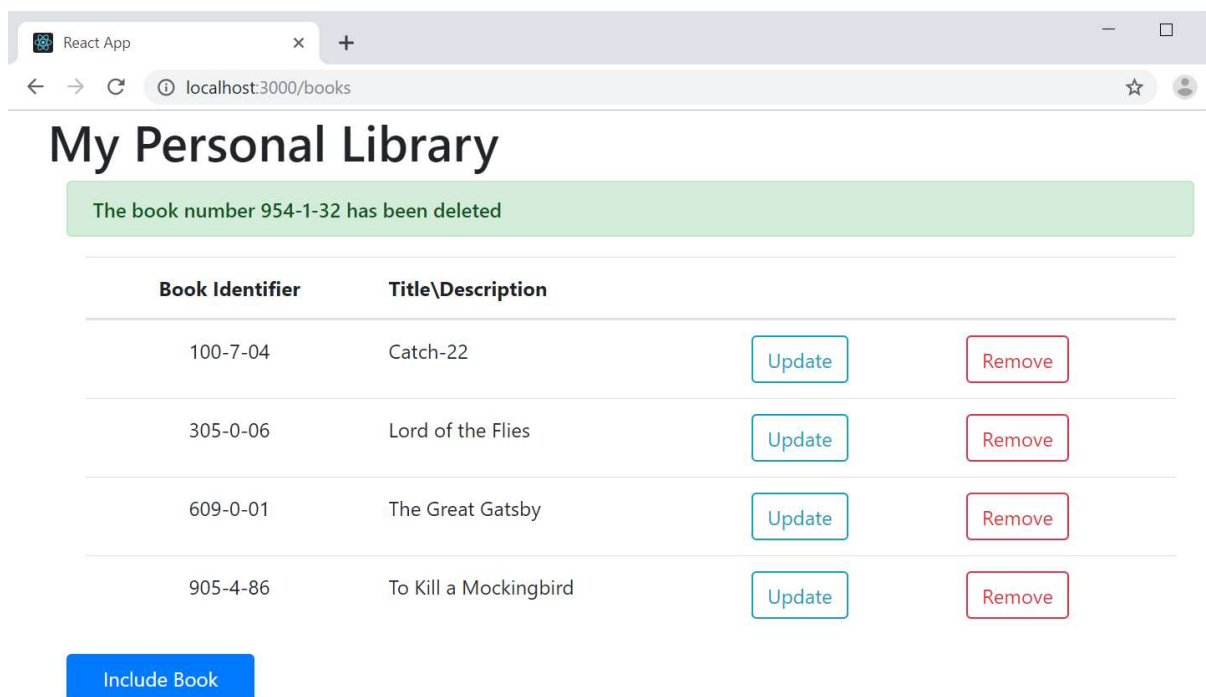 React App
localhost:3000/books
My Personal Library
The book number 954-1-32 has been deleted
Book Identifier Title\Description
100-7-04 Catch-22 Update Remove
305-0-06 Lord of the Flies Update Remove
609-0-01 The Great Gatsby Update Remove
905-4-86 To Kill a Mockingbird Update Remove
Include Book